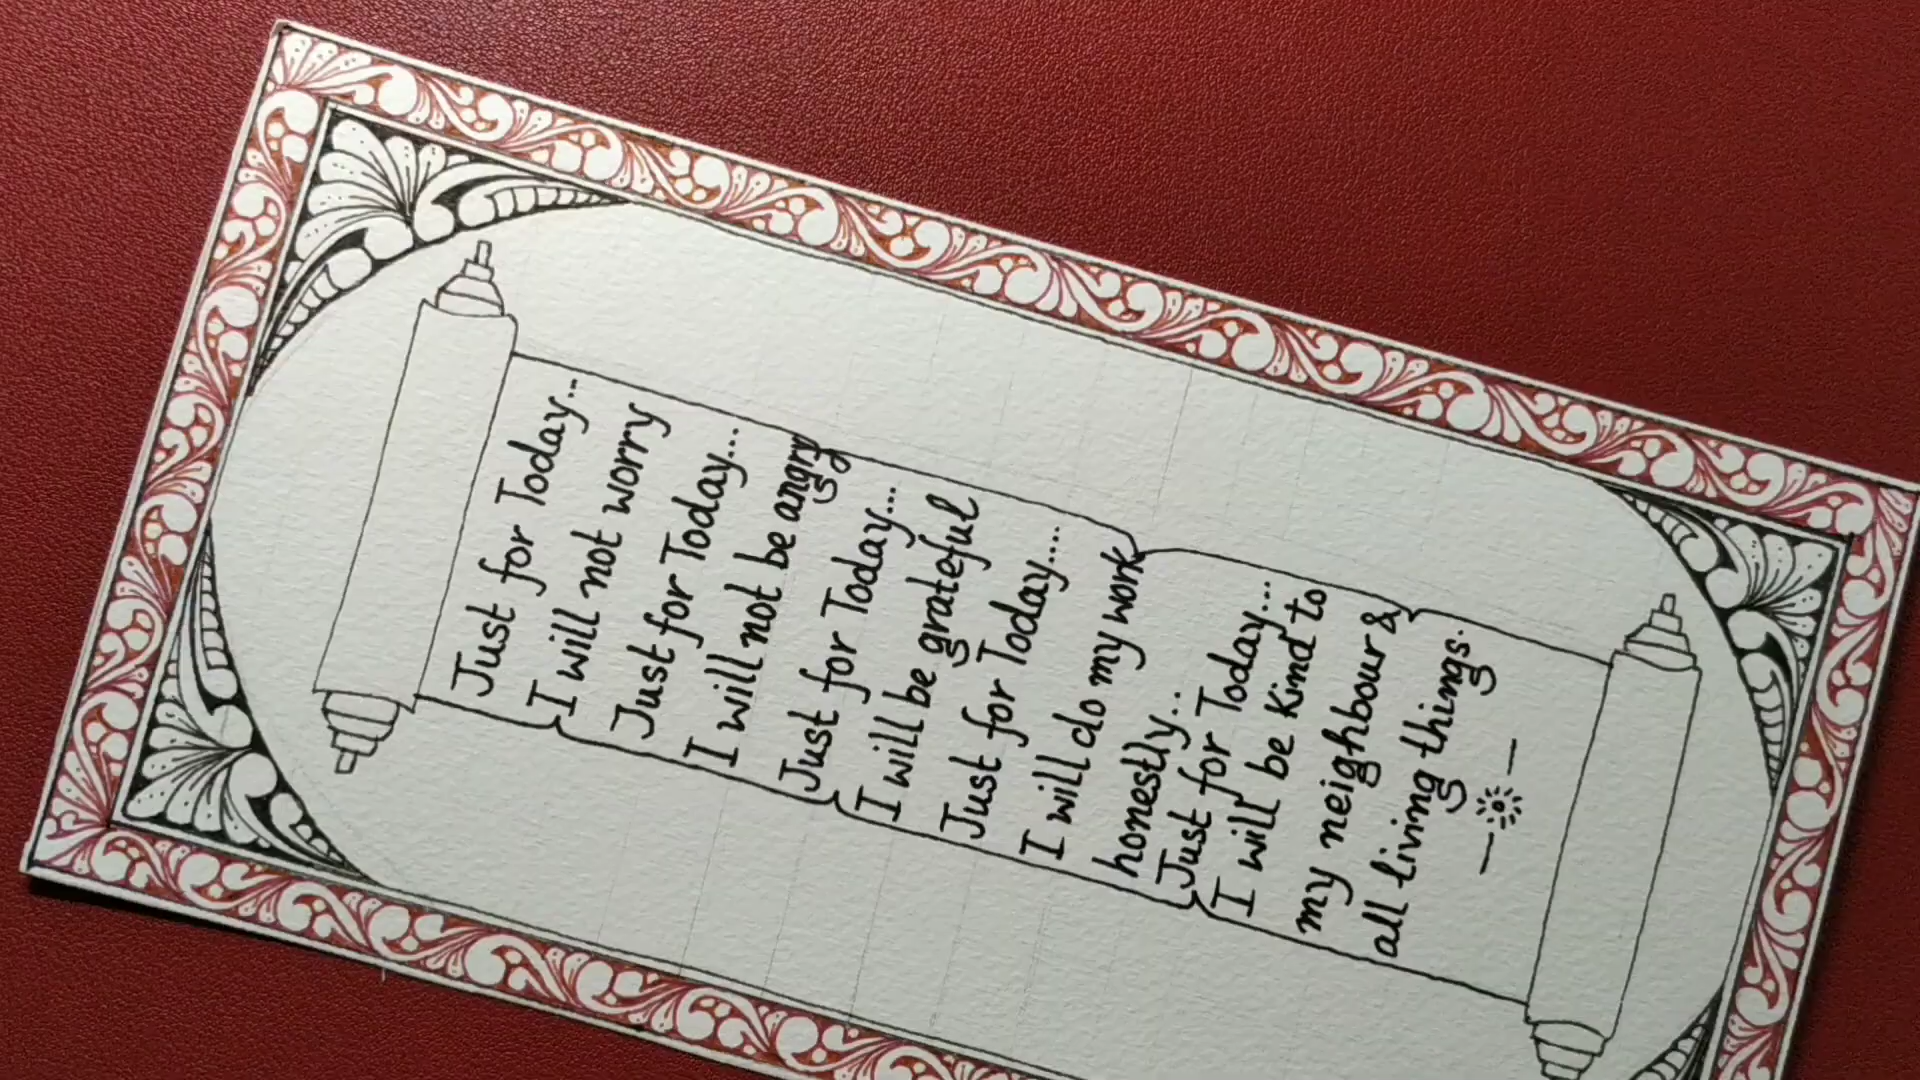 Just for Today...
I will not worry
Just for Today...
I will not be angry
Just for Today...
I will be grateful
Just for Today....
I will do my work
honestly...
Just for Today...
I will be Kind to
my neighbour &
all living things.